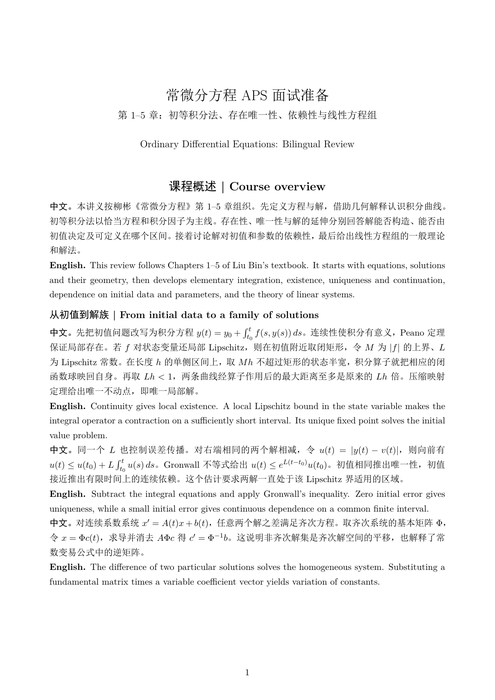 常微分方程 APS 面试准备
第 1–5 章：初等积分法、存在唯一性、依赖性与线性方程组
Ordinary Differential Equations: Bilingual Review
课程概述 | Course overview
中文。本讲义按柳彬《常微分方程》第 1–5 章组织。先定义方程与解，借助几何解释认识积分曲线。
初等积分法以恰当方程和积分因子为主线。存在性、唯一性与解的延伸分别回答解能否构造、能否由
初值决定及可定义在哪个区间。接着讨论解对初值和参数的依赖性，最后给出线性方程组的一般理论
和解法。
English. This review follows Chapters 1–5 of Liu Bin's textbook. It starts with equations, solutions
and their geometry, then develops elementary integration, existence, uniqueness and continuation,
dependence on initial data and parameters, and the theory of linear systems.
从初值到解族 | From initial data to a family of solutions
中文。先把初值问题改写为积分方程 y(t) = y₀ + ∫_{t₀}^{t} f(s, y(s)) ds。连续性使积分有意义，Peano 定理
保证局部存在。若 f 对状态变量还局部 Lipschitz，则在初值附近取闭矩形，令 M 为 |f| 的上界、L
为 Lipschitz 常数。在长度 h 的单侧区间上，取 Mh 不超过矩形的状态半宽，积分算子就把相应的闭
函数球映回自身。再取 Lh < 1，两条曲线经算子作用后的最大距离至多是原来的 Lh 倍。压缩映射
定理给出唯一不动点，即唯一局部解。
English. Continuity gives local existence. A local Lipschitz bound in the state variable makes the
integral operator a contraction on a sufficiently short interval. Its unique fixed point solves the initial
value problem.
中文。同一个 L 也控制误差传播。对右端相同的两个解相减，令 u(t) = |y(t) − v(t)|，则向前有
u(t) ≤ u(t₀) + L ∫_{t₀}^{t} u(s) ds。Gronwall 不等式给出 u(t) ≤ e^{L(t−t₀)}u(t₀)。初值相同推出唯一性，初值
接近推出有限时间上的连续依赖。这个估计要求两解一直处于该 Lipschitz 界适用的区域。
English. Subtract the integral equations and apply Gronwall's inequality. Zero initial error gives
uniqueness, while a small initial error gives continuous dependence on a common finite interval.
中文。对连续系数系统 x′ = A(t)x + b(t)，任意两个解之差满足齐次方程。取齐次系统的基本矩阵 Φ，
令 x = Φc(t)，求导并消去 AΦc 得 c′ = Φ⁻¹b。这说明非齐次解集是齐次解空间的平移，也解释了常
数变易公式中的逆矩阵。
English. The difference of two particular solutions solves the homogeneous system. Substituting a
fundamental matrix times a variable coefficient vector yields variation of constants.
1